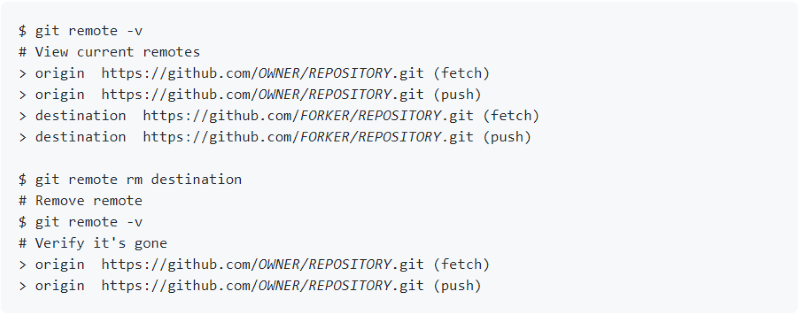 $ git remote -v
# View current remotes
> origin  https://github.com/OWNER/REPOSITORY.git (fetch)
> origin  https://github.com/OWNER/REPOSITORY.git (push)
> destination  https://github.com/FORKER/REPOSITORY.git (fetch)
> destination  https://github.com/FORKER/REPOSITORY.git (push)

$ git remote rm destination
# Remove remote
$ git remote -v
# Verify it's gone
> origin  https://github.com/OWNER/REPOSITORY.git (fetch)
> origin  https://github.com/OWNER/REPOSITORY.git (push)